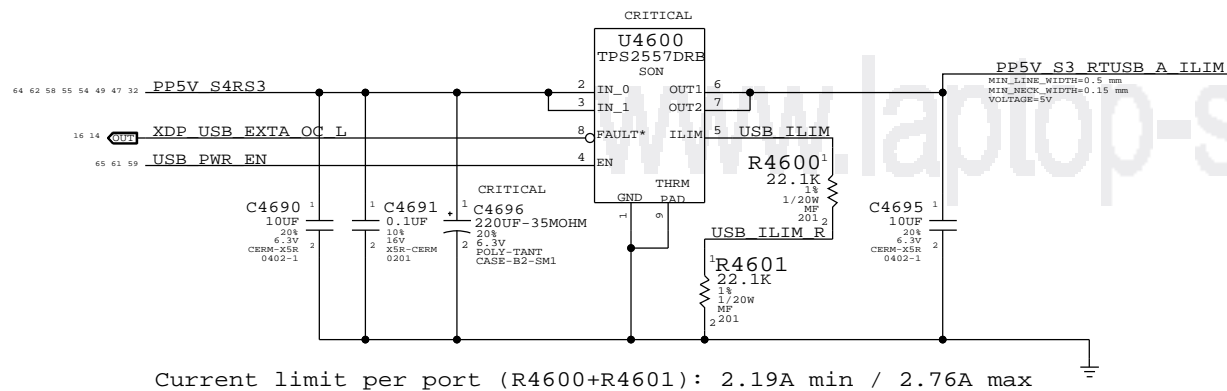 CRITICAL
U4600
TPS2557DRB
SON
64 62 58 55 54 49 47 32 PP5V_S4RS3
2 IN_0
3 IN_1
OUT1 6
OUT2 7
PP5V_S3_RTUSB_A_ILIM
MIN_LINE_WIDTH=0.5 mm
MIN_NECK_WIDTH=0.15 mm
VOLTAGE=5V
16 14 OUT XDP_USB_EXTA_OC_L
8 FAULT*
ILIM 5 USB_ILIM
65 61 59 USB_PWR_EN
4 EN
GND
1
THRM
PAD
9
R4600
1
22.1K
1%
1/20W
MF
201
2
USB_ILIM_R
1
R4601
22.1K
1%
1/20W
MF
201
2
C4690
1
10UF
20%
6.3V
2
CERM-X5R
0402-1
1
C4691
0.1UF
10%
16V
2
X5R-CERM
0201
CRITICAL
+
1
C4696
220UF-35MOHM
20%
6.3V
2
POLY-TANT
CASE-B2-SM1
C4695
1
10UF
20%
6.3V
2
CERM-X5R
0402-1
Current limit per port (R4600+R4601): 2.19A min / 2.76A max
www.laptop-s